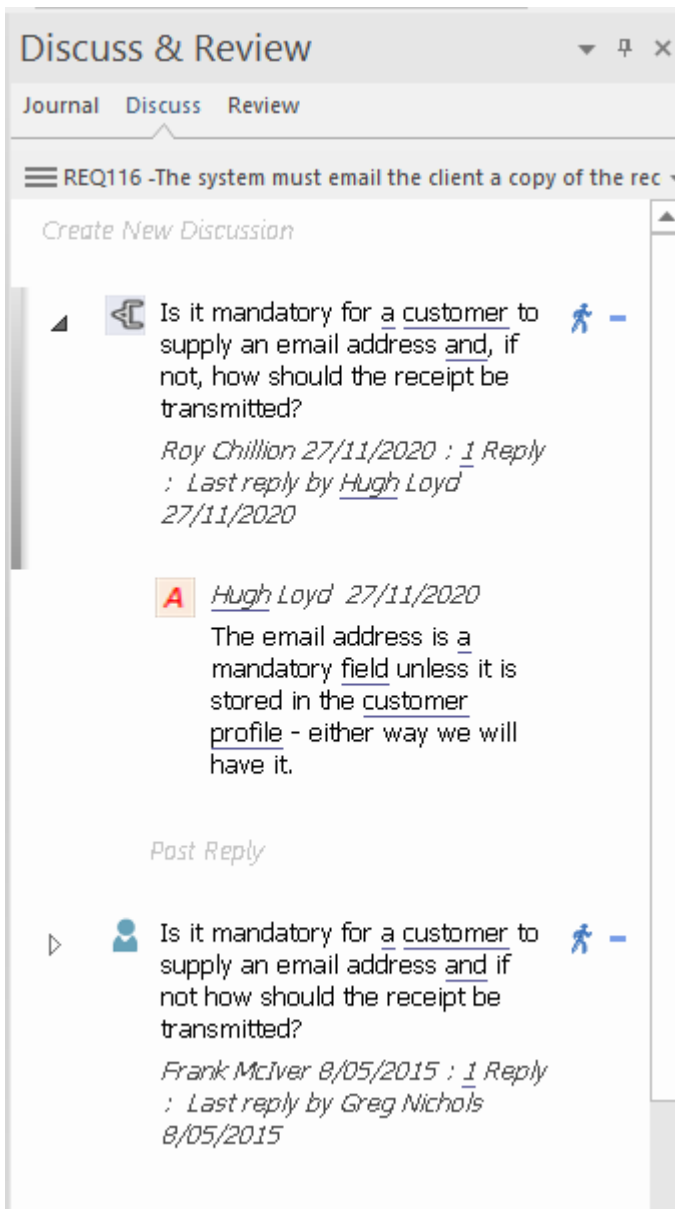 Discuss & Review
Journal Discuss Review
REQ116 -The system must email the client a copy of the rec
Create New Discussion
Is it mandatory for a customer to
supply an email address and, if
not, how should the receipt be
transmitted?
Roy Chillion 27/11/2020 : 1 Reply
: Last reply by Hugh Loyd
27/11/2020
A Hugh Loyd 27/11/2020
The email address is a
mandatory field unless it is
stored in the customer
profile - either way we will
have it.
Post Reply
Is it mandatory for a customer to
supply an email address and if
not how should the receipt be
transmitted?
Frank McIver 8/05/2015 : 1 Reply
: Last reply by Greg Nichols
8/05/2015